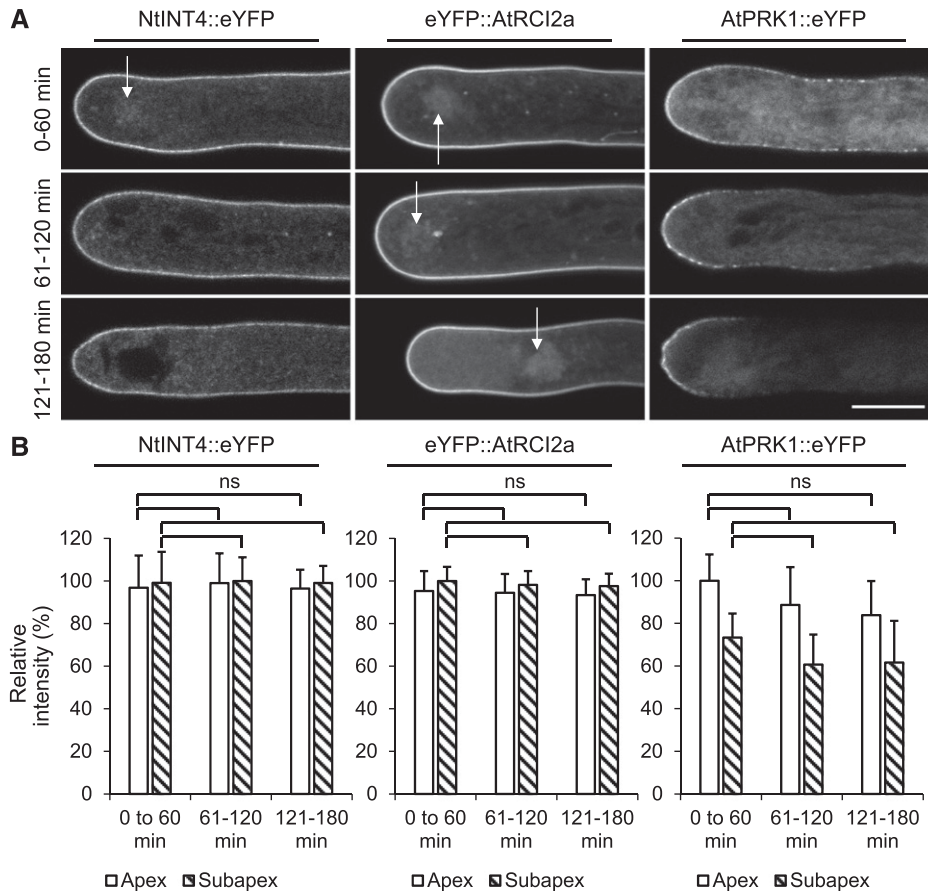 A
NtINT4::eYFP eYFP::AtRCI2a AtPRK1::eYFP
0-60 min
61-120 min
121-180 min
B
NtINT4::eYFP eYFP::AtRCI2a AtPRK1::eYFP
ns ns ns
Relative
intensity (%)
120 120 120
100 100 100
80 80 80
60 60 60
40 40 40
20 20 20
0 0 0
0 to 60 61-120 121-180 0 to 60 61-120 121-180 0 to 60 61-120 121-180
min min min min min min min min min
Apex Subapex Apex Subapex Apex Subapex